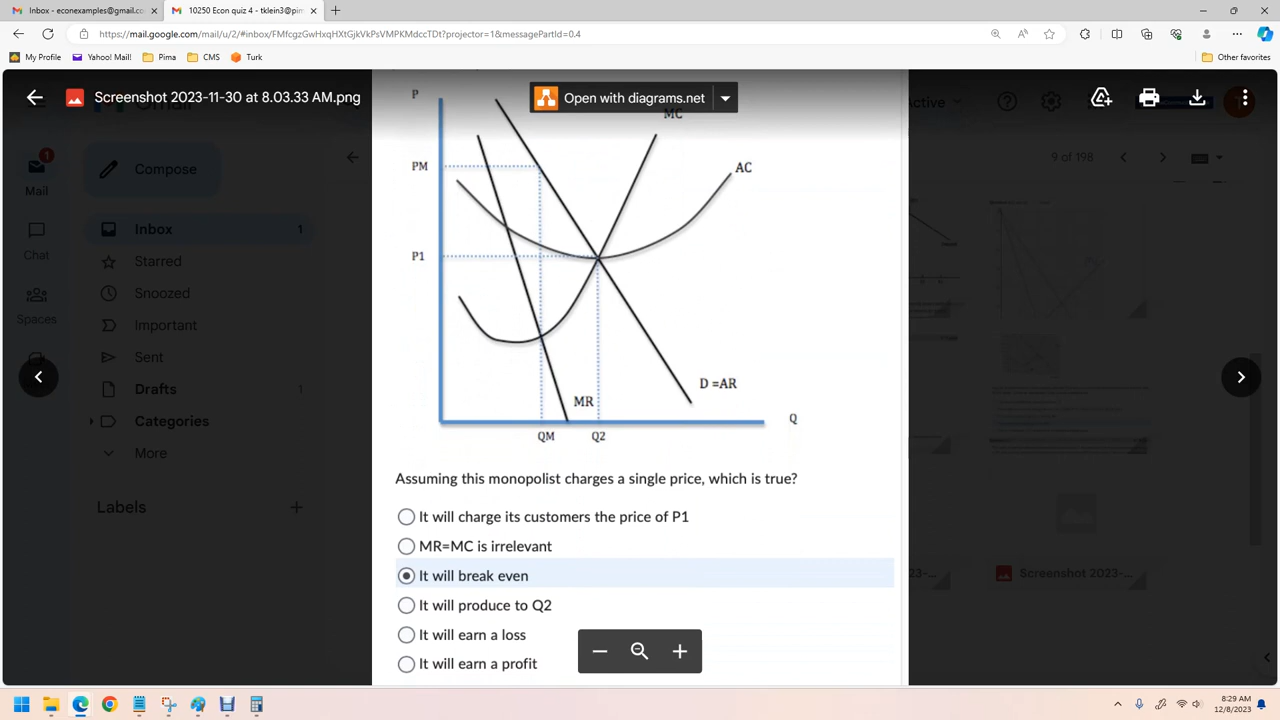 Inbox - econexamples@gmail.co
10250 Econ quiz 4 - tklein3@pim
https://mail.google.com/mail/u/2/#inbox/FMfcgzGwHxqHXtGjkVkPsVMPKMdccTDt?projector=1&messagePartId=0.4
My Profile
Yahoo! Mail!
Pima
CMS
Turk
Other favorites
Screenshot 2023-11-30 at 8.03.33 AM.png
Open with diagrams.net
Active
Mail
Chat
Spaces
1
Compose
Inbox 1
Starred
Snoozed
Important
Sent
Drafts 1
Categories
More
Labels
9 of 198
P
MC
PM
AC
P1
D =AR
MR
Q
QM
Q2
Assuming this monopolist charges a single price, which is true?
It will charge its customers the price of P1
MR=MC is irrelevant
It will break even
It will produce to Q2
It will earn a loss
It will earn a profit
Screenshot 2023-...
8:29 AM
12/8/2023